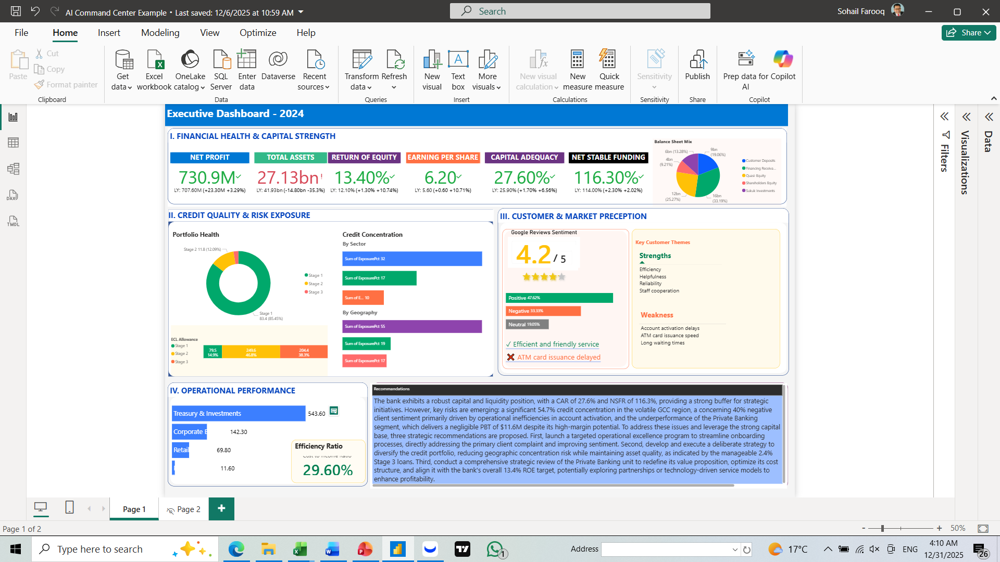 AI Command Center Example • Last saved: 12/6/2025 at 10:59 AM
Search
Sohail Farooq
File
Home
Insert
Modeling
View
Optimize
Help
Share
Paste
Cut
Copy
Format painter
Clipboard
Get data
Excel workbook
OneLake catalog
SQL Server
Enter data
Dataverse
Recent sources
Data
Transform data
Refresh
Queries
New visual
Text box
A
More visuals
Insert
New visual calculation
New measure
Quick measure
Calculations
Sensitivity
Sensitivity
Publish
Share
Prep data for AI
Copilot
Copilot
DAX
TMDL
Executive Dashboard - 2024
I. FINANCIAL HEALTH & CAPITAL STRENGTH
NET PROFIT
730.9M
LY: 707.60M (+23.30M +3.29%)
TOTAL ASSETS
27.13bn!
LY: 41.93bn (-14.80bn -35.3%)
RETURN OF EQUITY
13.40%
LY: 12.10% (+1.30% +10.74%)
EARNING PER SHARE
6.20
LY: 5.60 (+0.60 +10.71%)
CAPITAL ADEQUACY
27.60%
LY: 25.90% (+1.70% +6.56%)
NET STABLE FUNDING
116.30%
LY: 114.00% (+2.30% +2.02%)
Balance Sheet Mix
6bn (13.28%)
9bn
(19.06%)
4bn
(9.21%)
12bn
(25.27%)
16bn
(33.19%)
Customer Deposits
Financing Receiva...
Quasi Equity
Shareholders Equity
Sukuk Investments
II. CREDIT QUALITY & RISK EXPOSURE
Portfolio Health
Stage 2 11.8 (12.09%)
Stage 1
83.4 (85.45%)
Stage 1
Stage 2
Stage 3
ECL Allowance
Stage 1
Stage 2
Stage 3
79.5
14.9%
249.6
46.8%
204.4
38.3%
Credit Concentration
By Sector
Sum of ExposurePct 32
Sum of ExposurePct 17
Sum of E... 10
By Geography
Sum of ExposurePct 55
Sum of ExposurePct 19
Sum of ExposurePct 17
III. CUSTOMER & MARKET PRECEPTION
Google Reviews Sentiment
4.2 / 5
Positive 47.62%
Negative 33.33%
Neutral 19.05%
✓ Efficient and friendly service
❌ ATM card issuance delayed
Key Customer Themes
Strengths
Efficiency
Helpfulness
Reliability
Staff cooperation
Weakness
Account activation delays
ATM card issuance speed
Long waiting times
IV. OPERATIONAL PERFORMANCE
Treasury & Investments 543.60
Corporate 142.30
Retail 69.80
11.60
Efficiency Ratio
Cost to Income Ratio
29.60%
Recommandations
The bank exhibits a robust capital and liquidity position, with a CAR of 27.6% and NSFR of 116.3%, providing a strong buffer for strategic
initiatives. However, key risks are emerging: a significant 54.7% credit concentration in the volatile GCC region, a concerning 40% negative
client sentiment primarily driven by operational inefficiencies in account activation, and the underperformance of the Private Banking
segment, which delivers a negligible PBT of $11.6M despite its high-margin potential. To address these issues and leverage the strong capital
base, three strategic recommendations are proposed. First, launch a targeted operational excellence program to streamline onboarding
processes, directly addressing the primary client complaint and improving sentiment. Second, develop and execute a deliberate strategy to
diversify the credit portfolio, reducing geographic concentration risk while maintaining asset quality, as indicated by the manageable 2.4%
Stage 3 loans. Third, conduct a comprehensive strategic review of the Private Banking unit to redefine its value proposition, optimize its cost
structure, and align it with the bank's overall 13.4% ROE target, potentially exploring partnerships or technology-driven service models to
enhance profitability.
Filters
Visualizations
Data
Page 1
Page 2
+
Page 1 of 2
- + 50%
Type here to search
Address
17°C
ENG
4:10 AM
12/31/2025
1
26